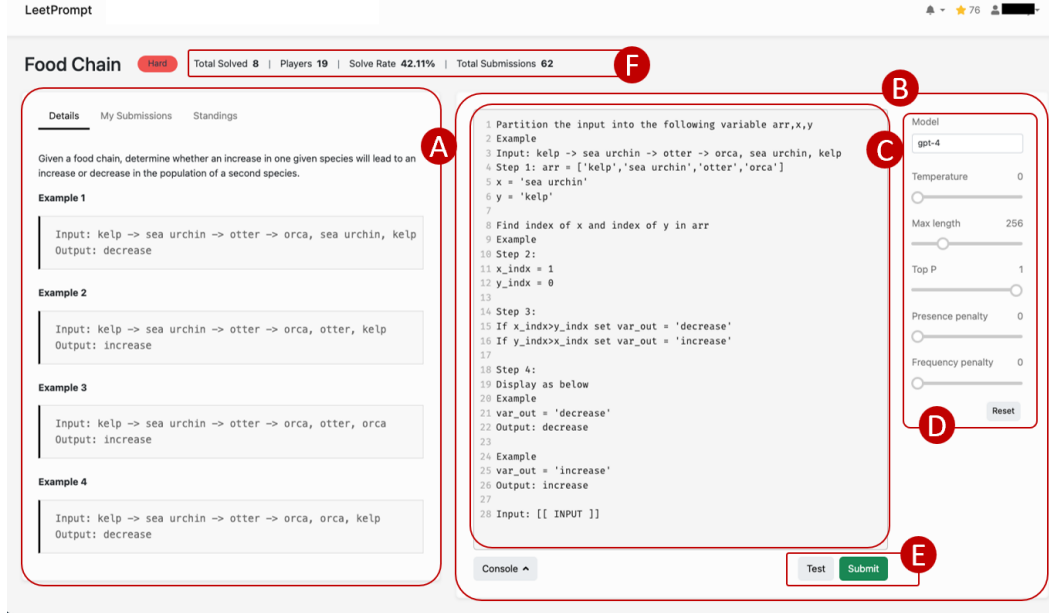 LeetPrompt
76
Food Chain
Hard
Total Solved 8 | Players 19 | Solve Rate 42.11% | Total Submissions 62
F
A
Details My Submissions Standings
Given a food chain, determine whether an increase in one given species will lead to an
increase or decrease in the population of a second species.
Example 1
Input: kelp -> sea urchin -> otter -> orca, sea urchin, kelp
Output: decrease
Example 2
Input: kelp -> sea urchin -> otter -> orca, otter, kelp
Output: increase
Example 3
Input: kelp -> sea urchin -> otter -> orca, otter, orca
Output: increase
Example 4
Input: kelp -> sea urchin -> otter -> orca, orca, kelp
Output: decrease
B
C
1 Partition the input into the following variable arr,x,y
2 Example
3 Input: kelp -> sea urchin -> otter -> orca, sea urchin, kelp
4 Step 1: arr = ['kelp','sea urchin','otter','orca']
5 x = 'sea urchin'
6 y = 'kelp'
7
8 Find index of x and index of y in arr
9 Example
10 Step 2:
11 x_indx = 1
12 y_indx = 0
13
14 Step 3:
15 If x_indx>y_indx set var_out = 'decrease'
16 If y_indx>x_indx set var_out = 'increase'
17
18 Step 4:
19 Display as below
20 Example
21 var_out = 'decrease'
22 Output: decrease
23
24 Example
25 var_out = 'increase'
26 Output: increase
27
28 Input: [[ INPUT ]]
Model
gpt-4
Temperature 0
Max length 256
Top P 1
Presence penalty 0
Frequency penalty 0
Reset
D
Console
Test
Submit
E